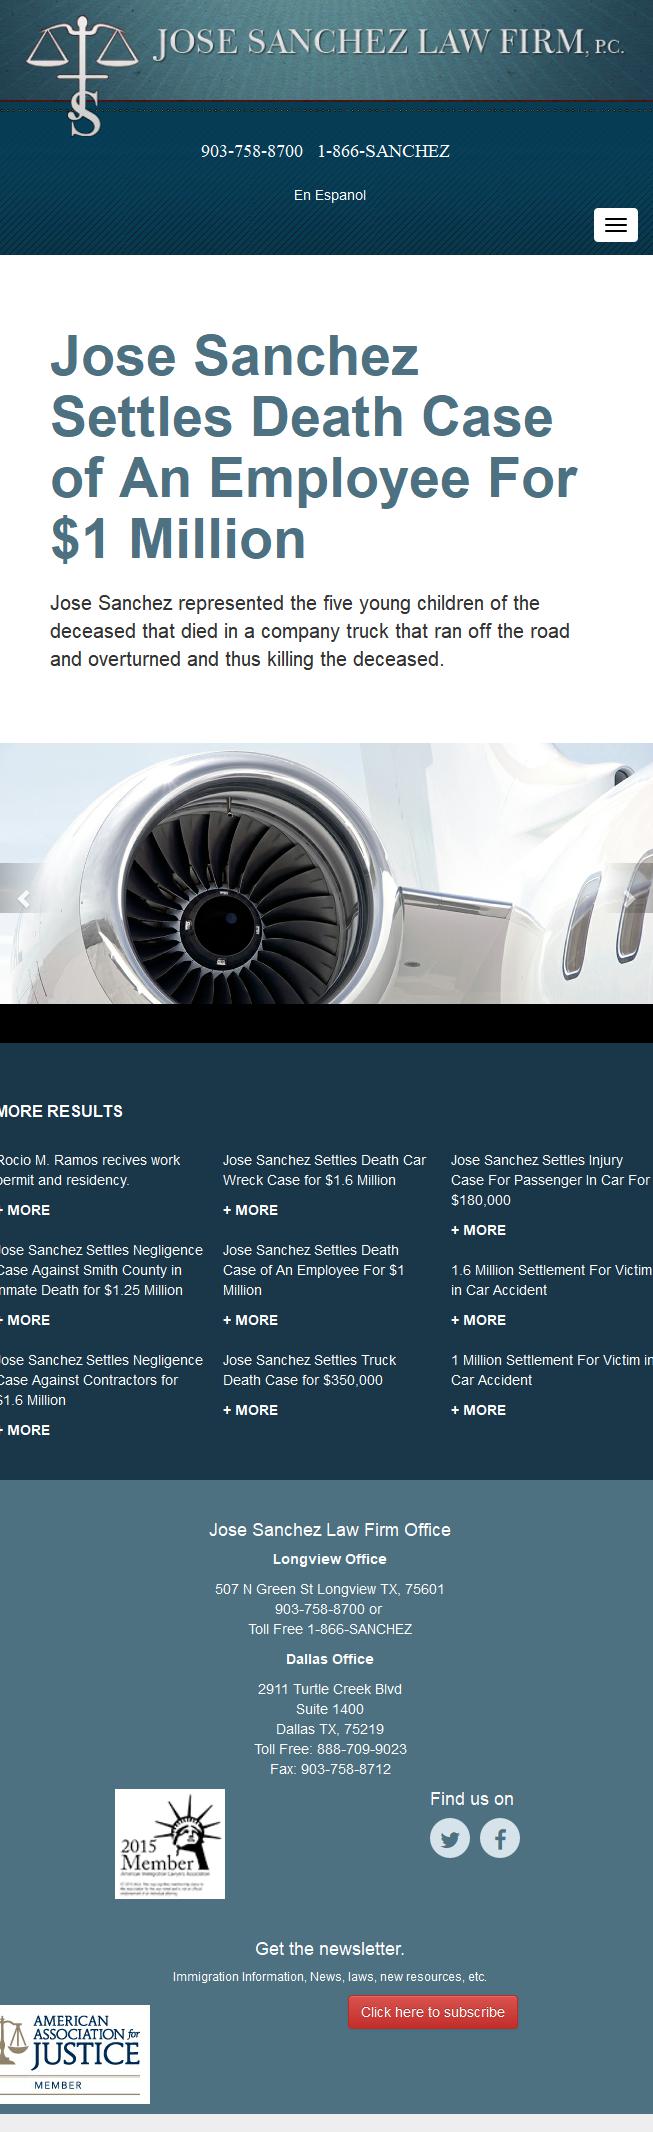 JOSE SANCHEZ LAW FIRM, P.C.
JS
903-758-8700 1-866-SANCHEZ
En Espanol
Jose Sanchez
Settles Death Case
of An Employee For
$1 Million
Jose Sanchez represented the five young children of the
deceased that died in a company truck that ran off the road
and overturned and thus killing the deceased.
MORE RESULTS
Rocio M. Ramos recives work
permit and residency.
+ MORE
Jose Sanchez Settles Negligence
Case Against Smith County in
Inmate Death for $1.25 Million
+ MORE
Jose Sanchez Settles Negligence
Case Against Contractors for
$1.6 Million
+ MORE
Jose Sanchez Settles Death Car
Wreck Case for $1.6 Million
+ MORE
Jose Sanchez Settles Death
Case of An Employee For $1
Million
+ MORE
Jose Sanchez Settles Truck
Death Case for $350,000
+ MORE
Jose Sanchez Settles Injury
Case For Passenger In Car For
$180,000
+ MORE
1.6 Million Settlement For Victim
in Car Accident
+ MORE
1 Million Settlement For Victim in
Car Accident
+ MORE
Jose Sanchez Law Firm Office
Longview Office
507 N Green St Longview TX, 75601
903-758-8700 or
Toll Free 1-866-SANCHEZ
Dallas Office
2911 Turtle Creek Blvd
Suite 1400
Dallas TX, 75219
Toll Free: 888-709-9023
Fax: 903-758-8712
2015
Member
American Immigration Lawyers Association
Find us on
Get the newsletter.
Immigration Information, News, laws, new resources, etc.
Click here to subscribe
AMERICAN
ASSOCIATION for
JUSTICE
MEMBER